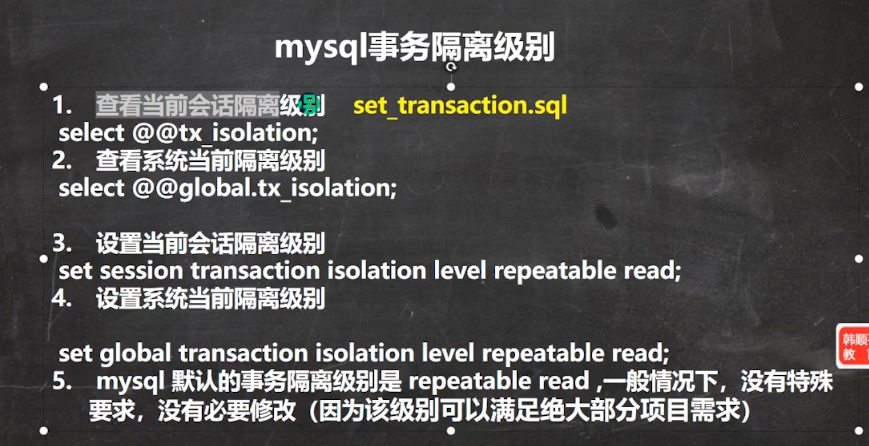 mysql事务隔离级别
1. 查看当前会话隔离级别 set_transaction.sql
select @@tx_isolation;
2. 查看系统当前隔离级别
select @@global.tx_isolation;
3. 设置当前会话隔离级别
set session transaction isolation level repeatable read;
4. 设置系统当前隔离级别
set global transaction isolation level repeatable read;
5. mysql 默认的事务隔离级别是 repeatable read ,一般情况下，没有特殊
要求，没有必要修改（因为该级别可以满足绝大部分项目需求）
韩顺
教